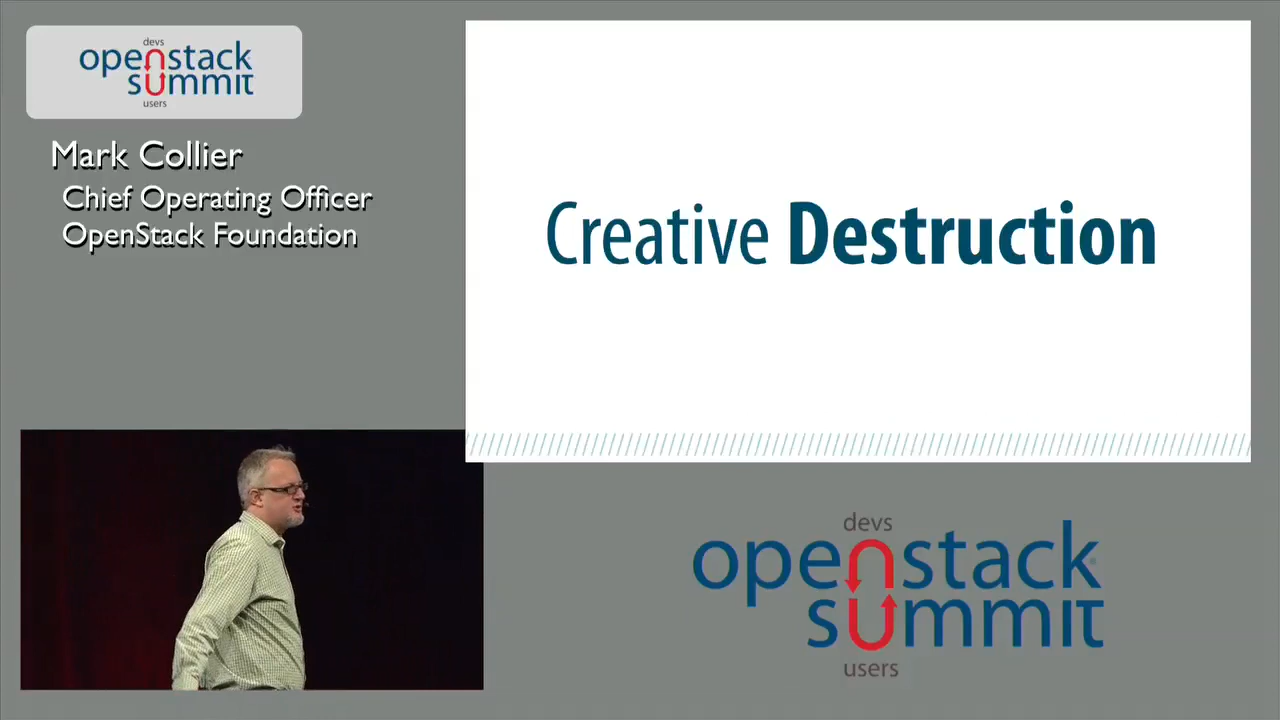 devs
openstack
summit
users
Mark Collier
Chief Operating Officer
OpenStack Foundation
Creative Destruction
devs
openstack
summit
users